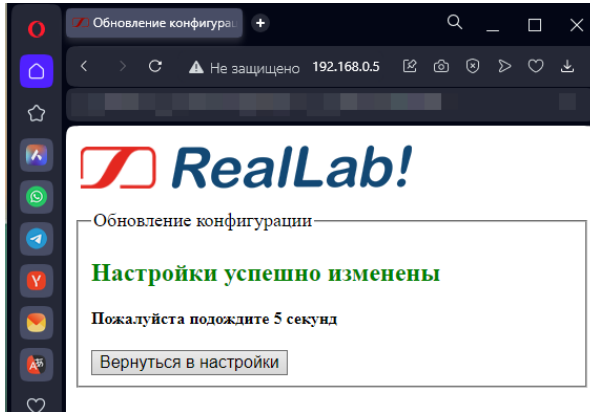 Обновление конфигурац
Не защищено 192.168.0.5
RealLab!
Обновление конфигурации
Настройки успешно изменены
Пожалуйста подождите 5 секунд
Вернуться в настройки